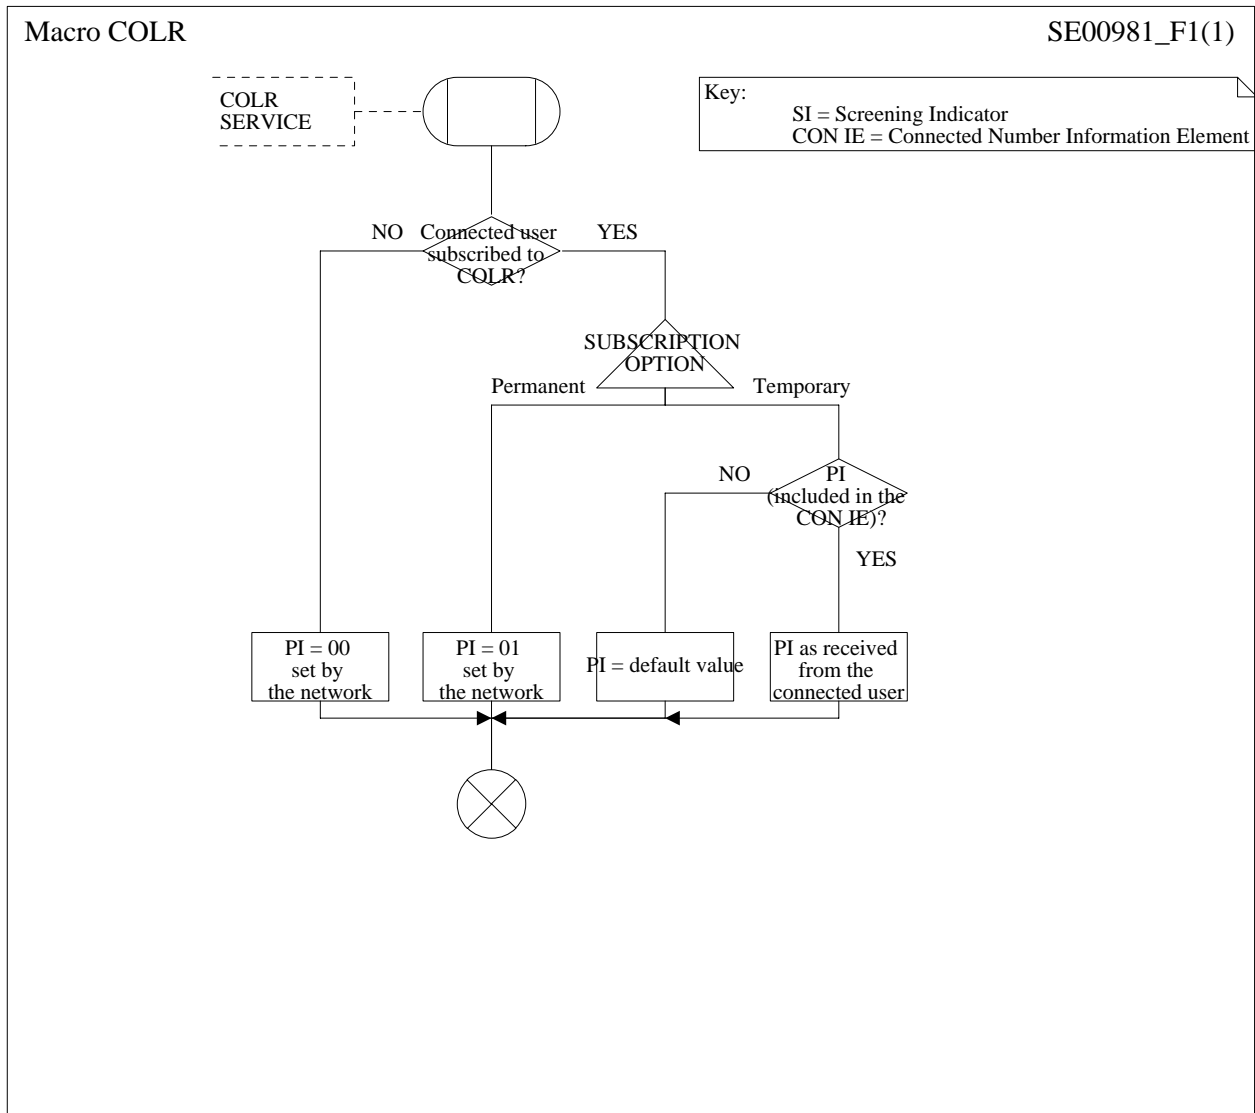 Macro COLR
SE00981_F1(1)
COLR
SERVICE
Key:
SI = Screening Indicator
CON IE = Connected Number Information Element
NO
Connected user
subscribed to
COLR?
YES
SUBSCRIPTION
OPTION
Permanent
Temporary
NO
PI
(included in the
CON IE)?
YES
PI = 00
set by
the network
PI = 01
set by
the network
PI = default value
PI as received
from the
connected user